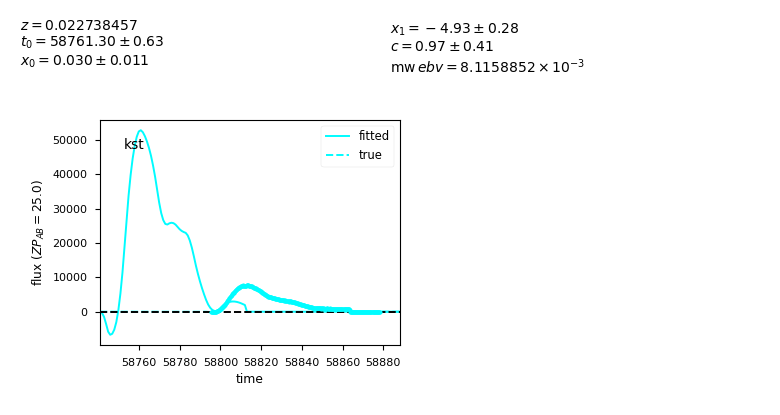 z = 0.022738457
t₀ = 58761.30 ± 0.63
x₀ = 0.030 ± 0.011
x₁ = − 4.93 ± 0.28
c = 0.97 ± 0.41
mw ebv = 8.1158852 × 10⁻³
kst
fitted
true
50000
40000
30000
20000
10000
0
flux (ZP_AB = 25.0)
58760 58780 58800 58820 58840 58860 58880
time